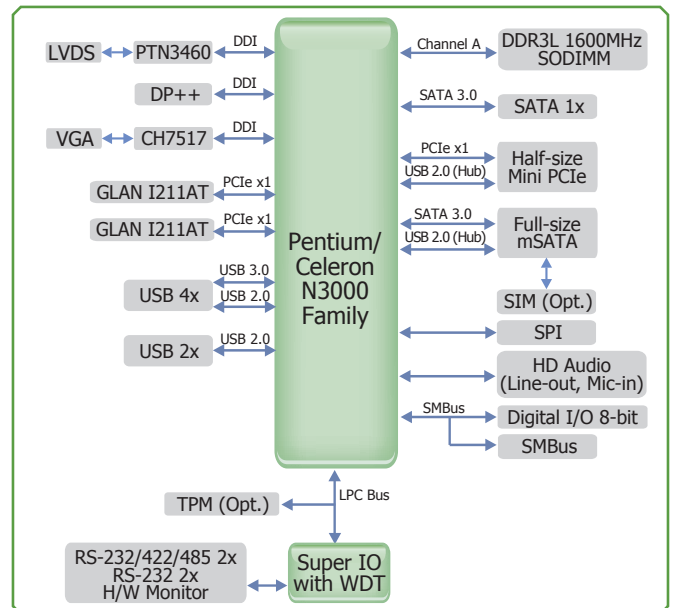 LVDS
PTN3460
DDI
DP++
DDI
VGA
CH7517
DDI
GLAN I211AT
PCIe x1
GLAN I211AT
PCIe x1
USB 4x
USB 3.0
USB 2.0
USB 2x
USB 2.0
Pentium/
Celeron
N3000
Family
Channel A
DDR3L 1600MHz
SODIMM
SATA 3.0
SATA 1x
PCIe x1
USB 2.0 (Hub)
Half-size
Mini PCIe
SATA 3.0
USB 2.0 (Hub)
Full-size
mSATA
SIM (Opt.)
SPI
HD Audio
(Line-out, Mic-in)
SMBus
Digital I/O 8-bit
SMBus
TPM (Opt.)
LPC Bus
RS-232/422/485 2x
RS-232 2x
H/W Monitor
Super IO
with WDT